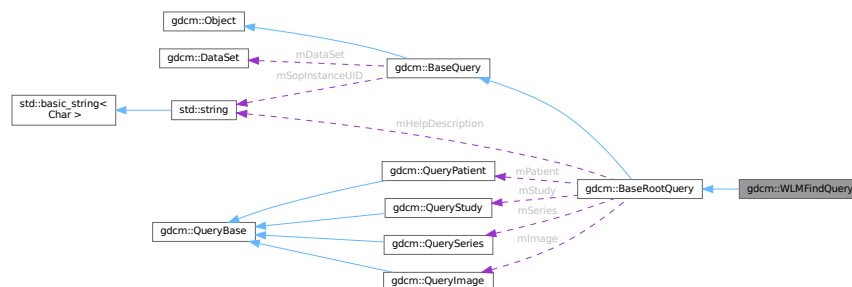 gdcm::Object
gdcm::DataSet
mDataSet
gdcm::BaseQuery
mSopInstanceUID
std::basic_string<
Char >
std::string
mHelpDescription
gdcm::QueryPatient
mPatient
gdcm::BaseRootQuery
gdcm::WLMFindQuery
mStudy
gdcm::QueryStudy
mSeries
gdcm::QueryBase
gdcm::QuerySeries
mImage
gdcm::QueryImage